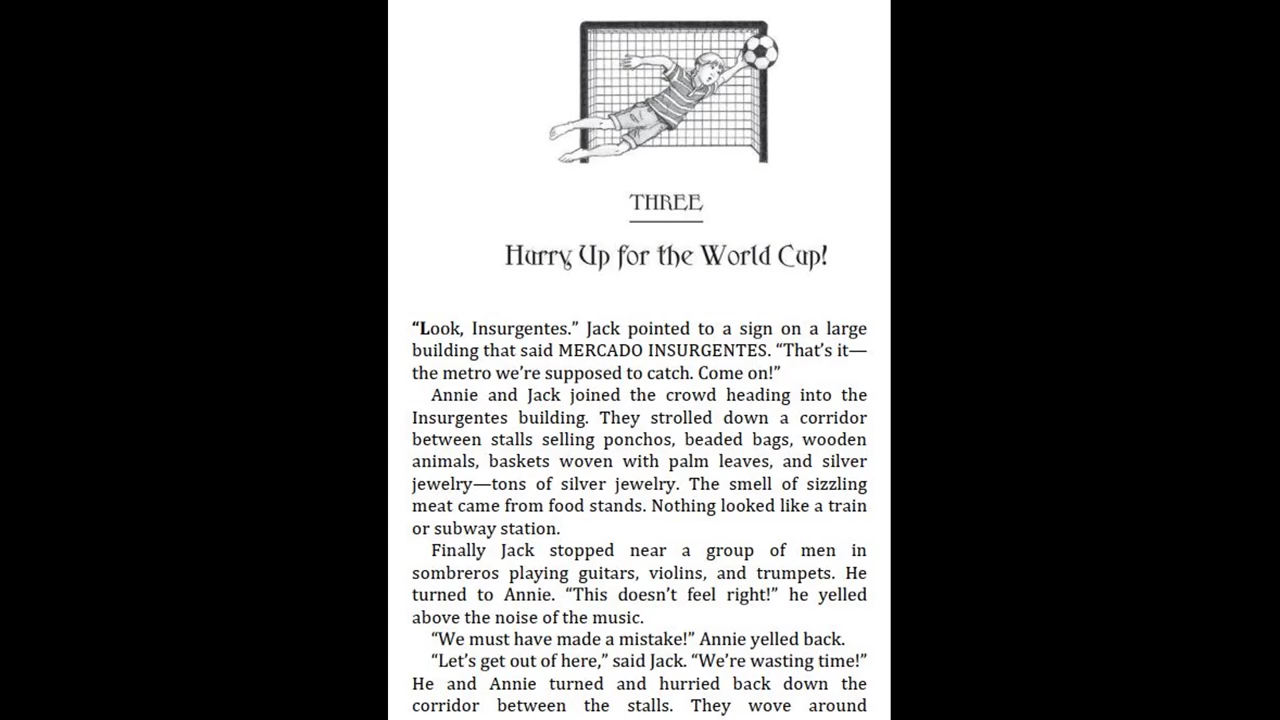 THREE
Hurry Up for the World Cup!
“Look, Insurgentes.” Jack pointed to a sign on a large
building that said MERCADO INSURGENTES. “That’s it—
the metro we’re supposed to catch. Come on!”
Annie and Jack joined the crowd heading into the
Insurgentes building. They strolled down a corridor
between stalls selling ponchos, beaded bags, wooden
animals, baskets woven with palm leaves, and silver
jewelry—tons of silver jewelry. The smell of sizzling
meat came from food stands. Nothing looked like a train
or subway station.
Finally Jack stopped near a group of men in
sombreros playing guitars, violins, and trumpets. He
turned to Annie. “This doesn’t feel right!” he yelled
above the noise of the music.
“We must have made a mistake!” Annie yelled back.
“Let’s get out of here,” said Jack. “We’re wasting time!”
He and Annie turned and hurried back down the
corridor between the stalls. They wove around